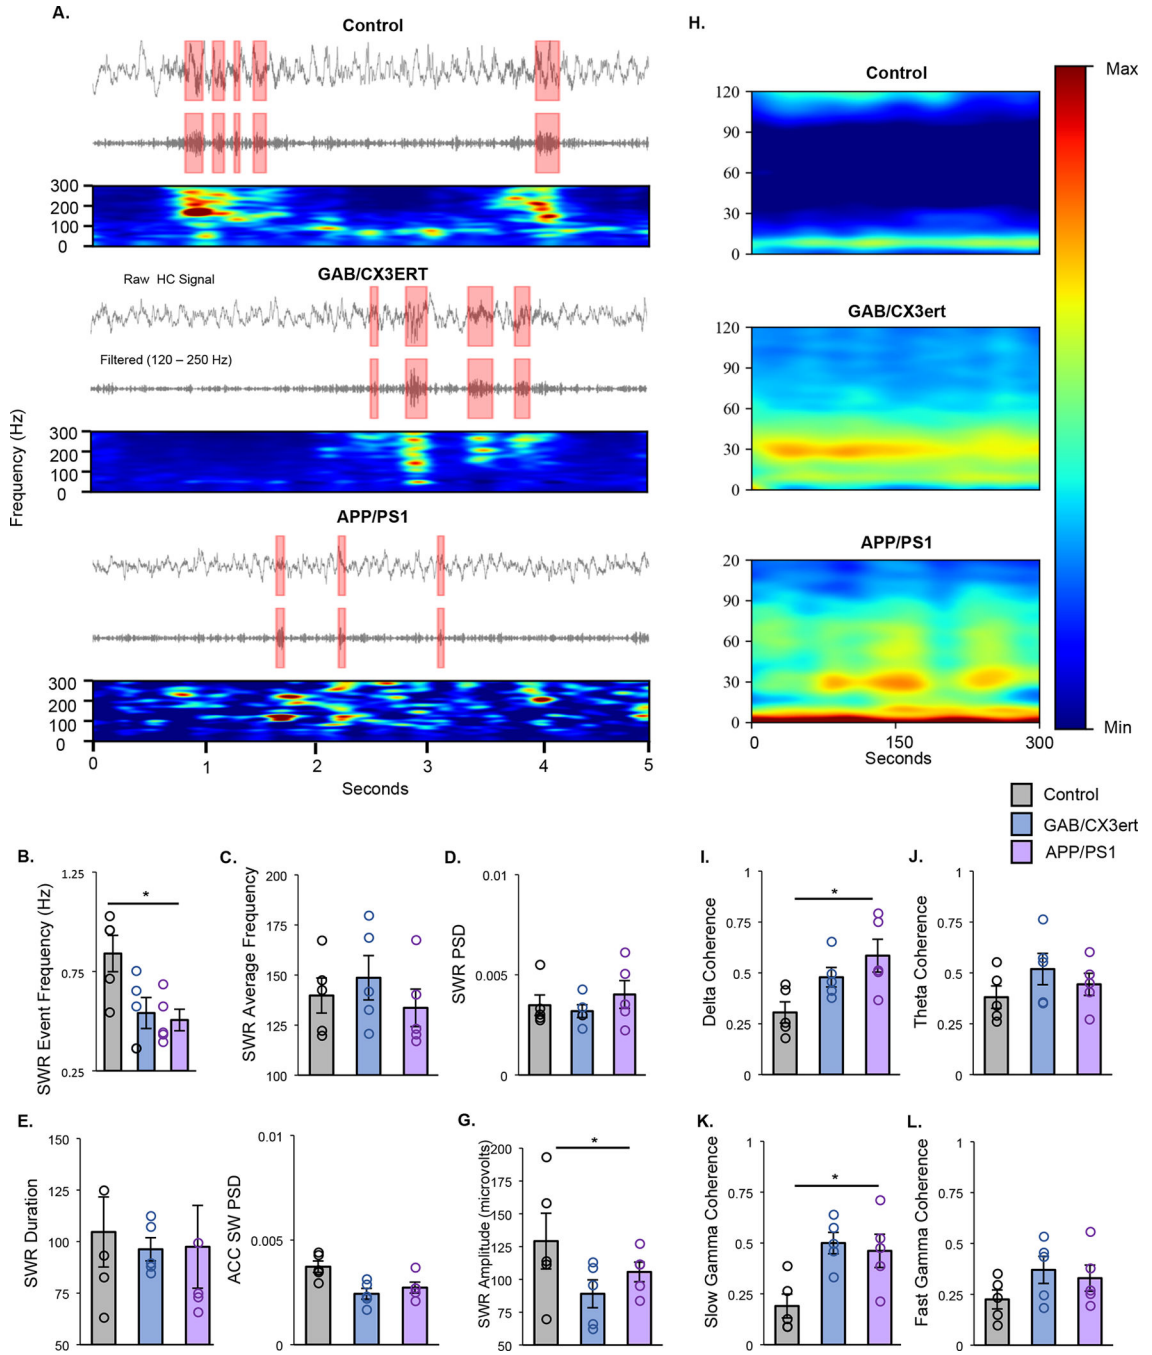 A.
Control
300
200
100
0
Raw HC Signal
GAB/CX3ERT
Filtered (120 – 250 Hz)
300
200
100
0
Frequency (Hz)
APP/PS1
300
200
100
0
0 1 2 3 4 5
Seconds
H.
Control
120
90
60
30
0
GAB/CX3ert
120
90
60
30
0
APP/PS1
20
90
60
30
0
0 150 300
Seconds
Max
Min
Control
GAB/CX3ert
APP/PS1
B.
SWR Event Frequency (Hz)
1.25
0.75
0.25
*
C.
SWR Average Frequency
200
175
150
125
100
D.
SWR PSD
0.01
0.005
0
I.
Delta Coherence
1
0.75
0.5
0.25
0
*
J.
Theta Coherence
1
0.75
0.5
0.25
0
E.
SWR Duration
150
125
100
75
50
ACC SW PSD
0.01
0.005
0
G.
SWR Amplitude (microvolts)
200
175
150
125
100
75
50
*
K.
Slow Gamma Coherence
1
0.75
0.5
0.25
0
*
L.
Fast Gamma Coherence
1
0.75
0.5
0.25
0